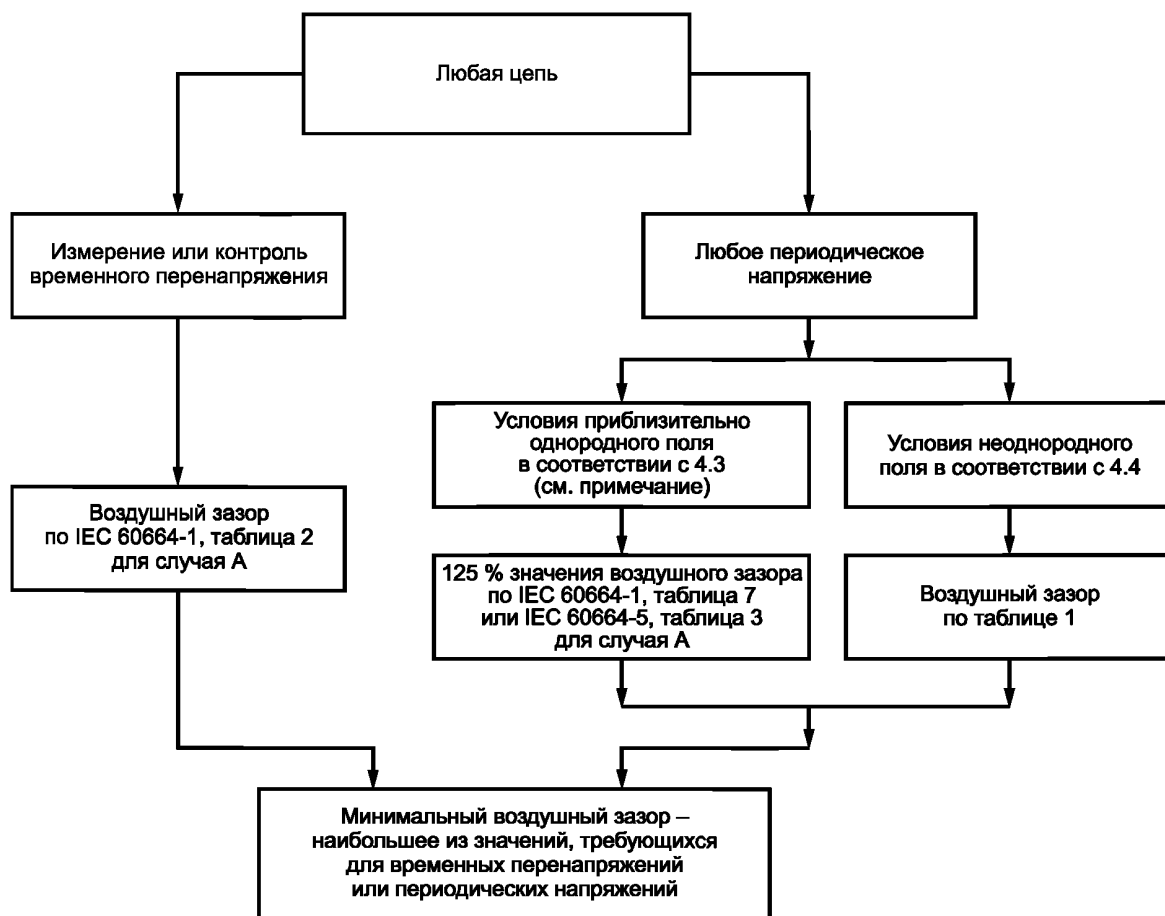 Любая цепь
Измерение или контроль
временного перенапряжения
Любое периодическое
напряжение
Условия приблизительно
однородного поля
в соответствии с 4.3
(см. примечание)
Условия неоднородного
поля в соответствии с 4.4
Воздушный зазор
по IEC 60664-1, таблица 2
для случая А
125 % значения воздушного зазора
по IEC 60664-1, таблица 7
или IEC 60664-5, таблица 3
для случая А
Воздушный зазор
по таблице 1
Минимальный воздушный зазор –
наибольшее из значений, требующихся
для временных перенапряжений
или периодических напряжений